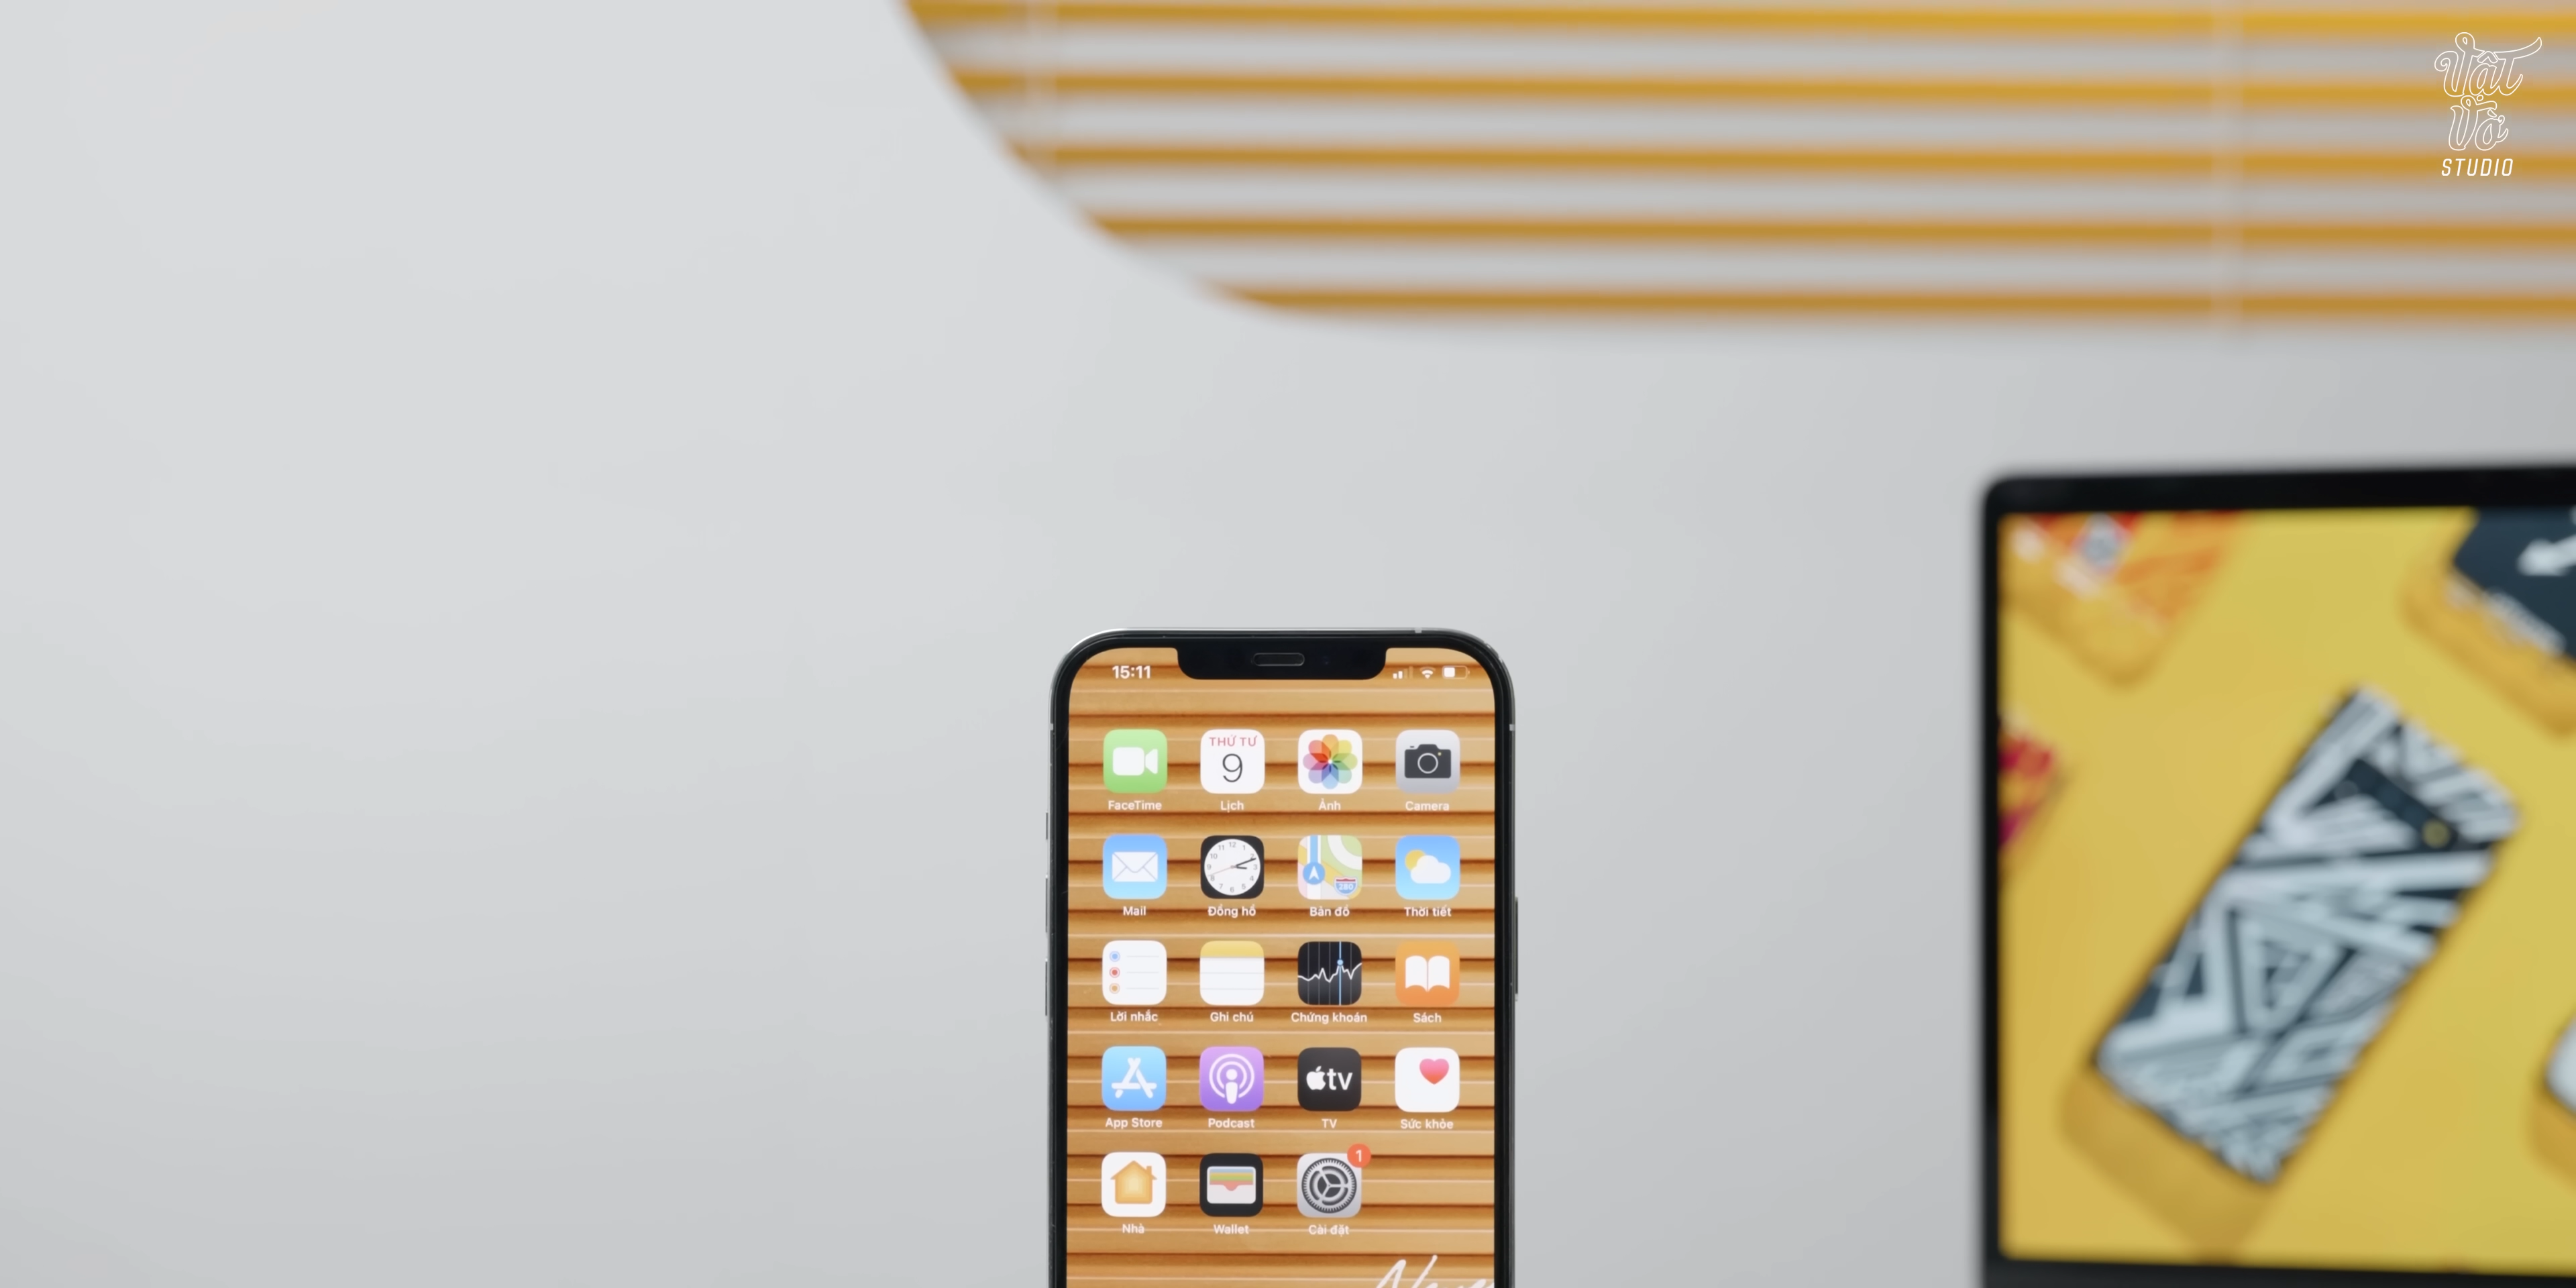 Vật
Vờ
STUDIO
15:11
THỨ TƯ
9
FaceTime Lịch Ảnh Camera
12
Mail Đồng hồ Bản đồ Thời tiết
280
Lời nhắc Ghi chú Chứng khoán Sách
tv
App Store Podcast TV Sức khỏe
1
Nhà Wallet Cài đặt